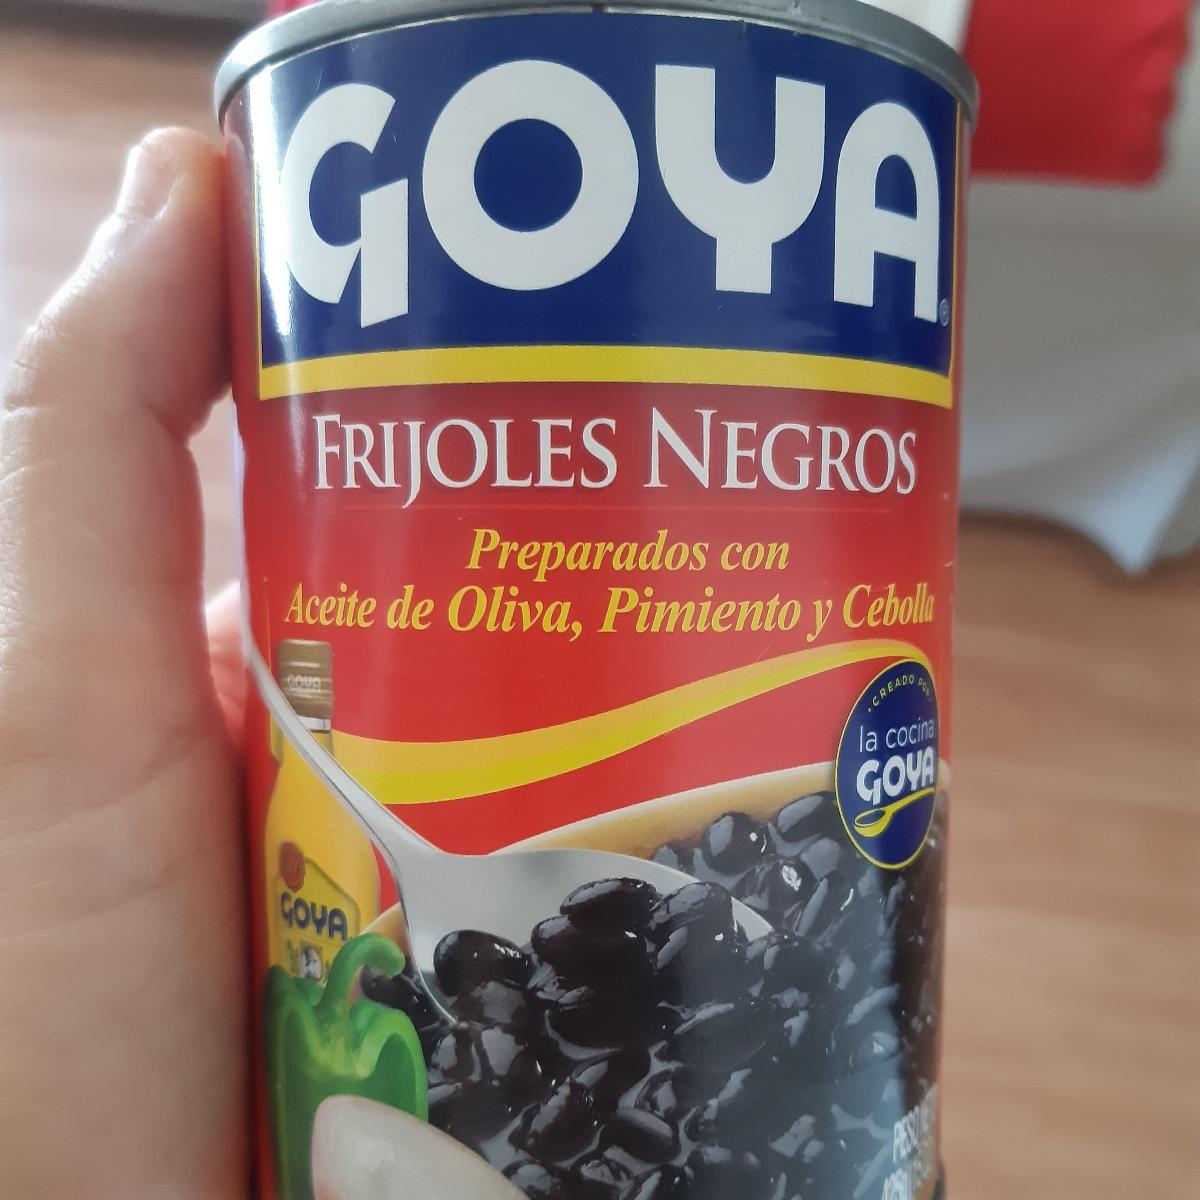 GOYA
FRIJOLES NEGROS
Preparados con
Aceite de Oliva, Pimiento y Cebolla
GOYA
CREADO POR
la cocina
GOYA
GOYA